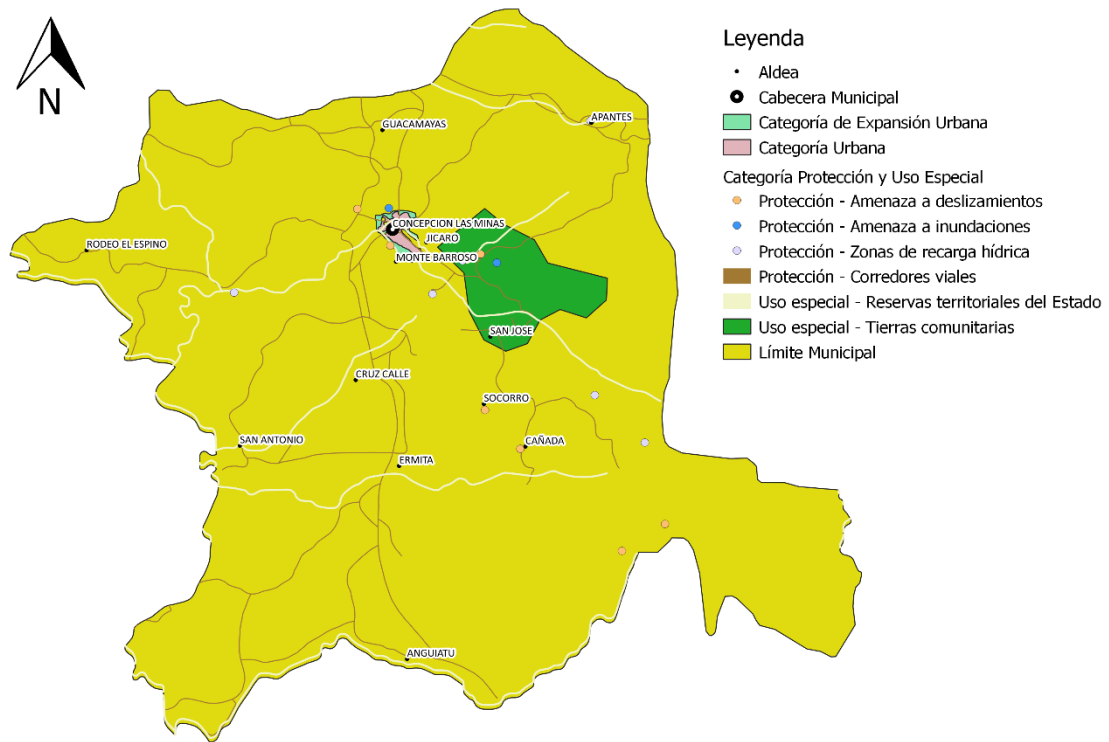 N
Leyenda
Aldea
Cabecera Municipal
Categoría de Expansión Urbana
Categoría Urbana
Categoría Protección y Uso Especial
Protección - Amenaza a deslizamientos
Protección - Amenaza a inundaciones
Protección - Zonas de recarga hídrica
Protección - Corredores viales
Uso especial - Reservas territoriales del Estado
Uso especial - Tierras comunitarias
Límite Municipal
APANTES
GUACAMAYAS
CONCEPCION LAS MINAS
JICARO
RODEO EL ESPINO
MONTE BARROSO
SAN JOSE
CRUZ CALLE
SOCORRO
SAN ANTONIO
CAÑADA
ERMITA
ANGUIATU